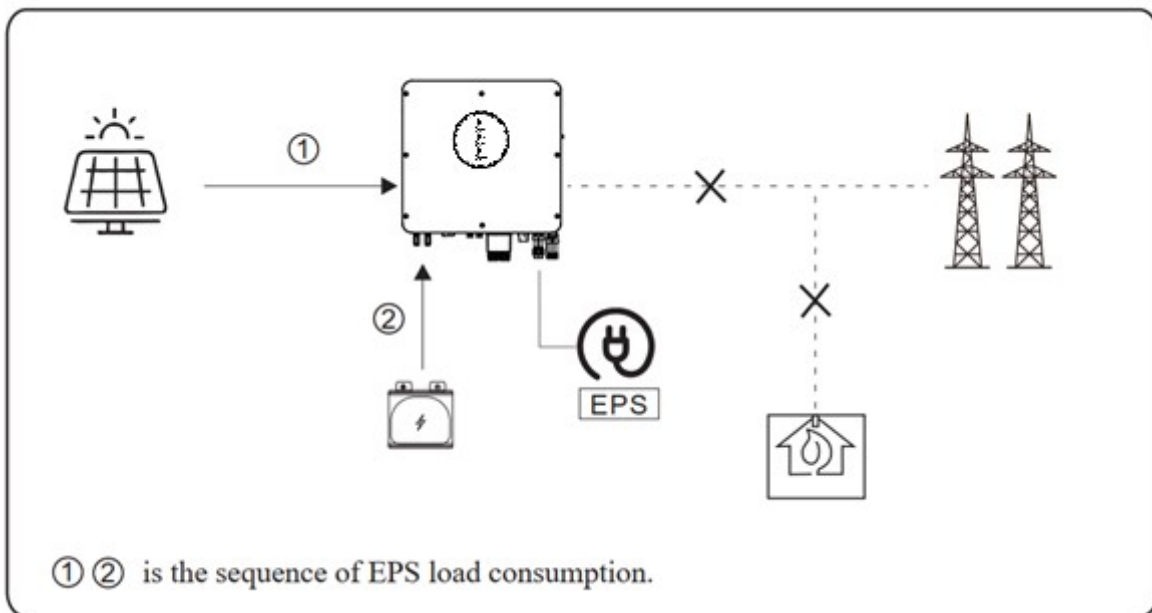 ①
②
EPS
① ② is the sequence of EPS load consumption.